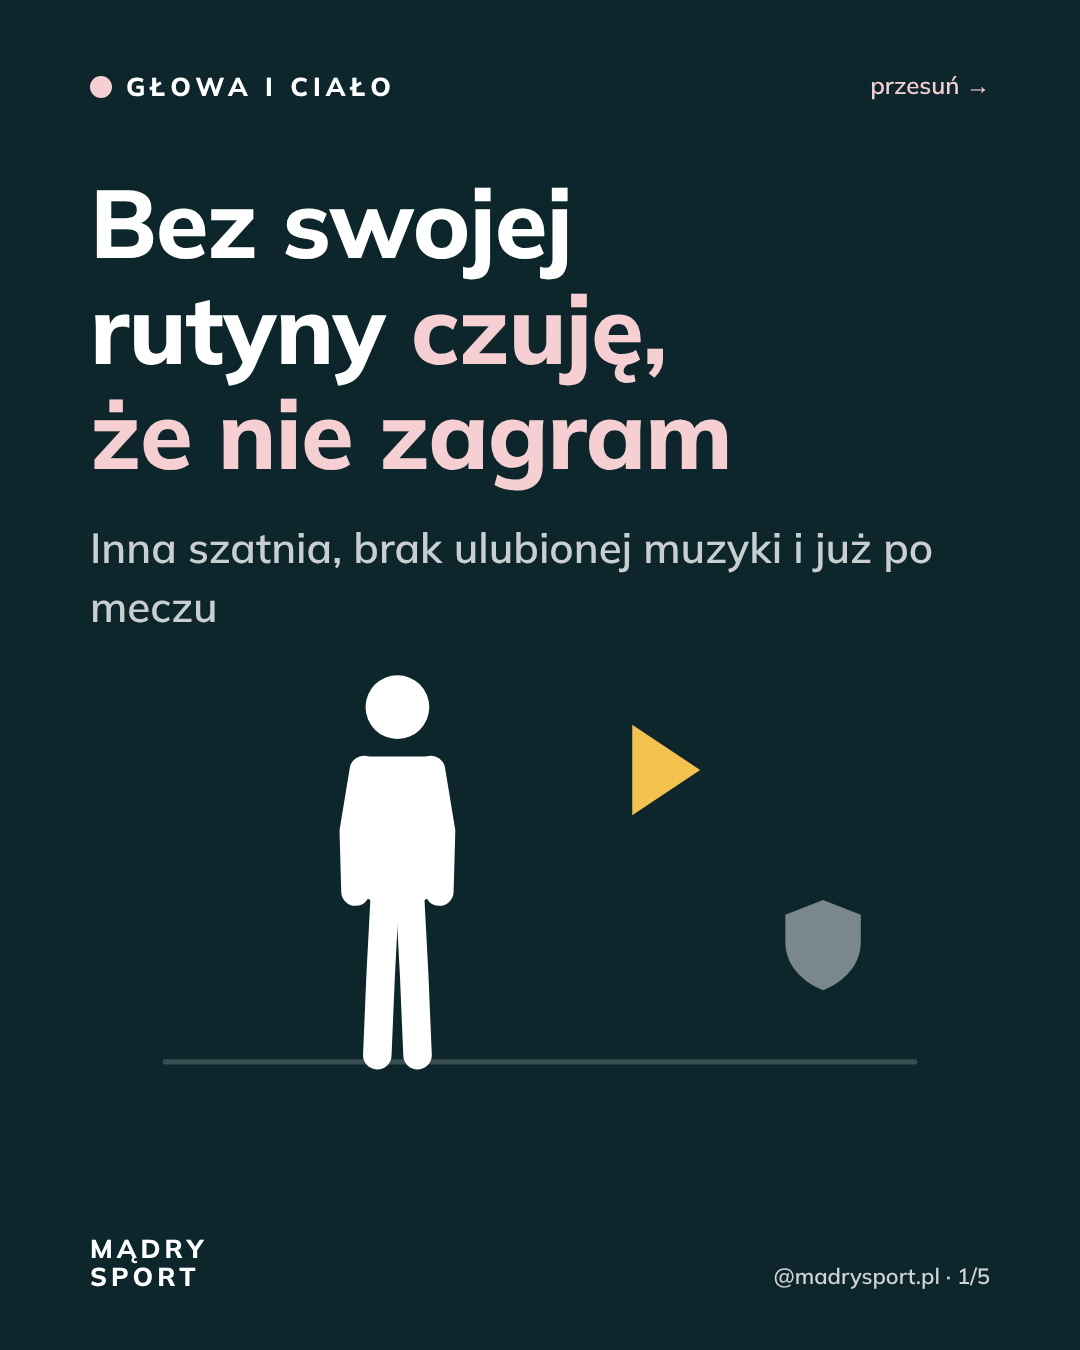 GŁOWA I CIAŁO
przesuń →
Bez swojej
rutyny czuję,
że nie zagram
Inna szatnia, brak ulubionej muzyki i już po
meczu
MĄDRY
SPORT
@madrysport.pl · 1/5